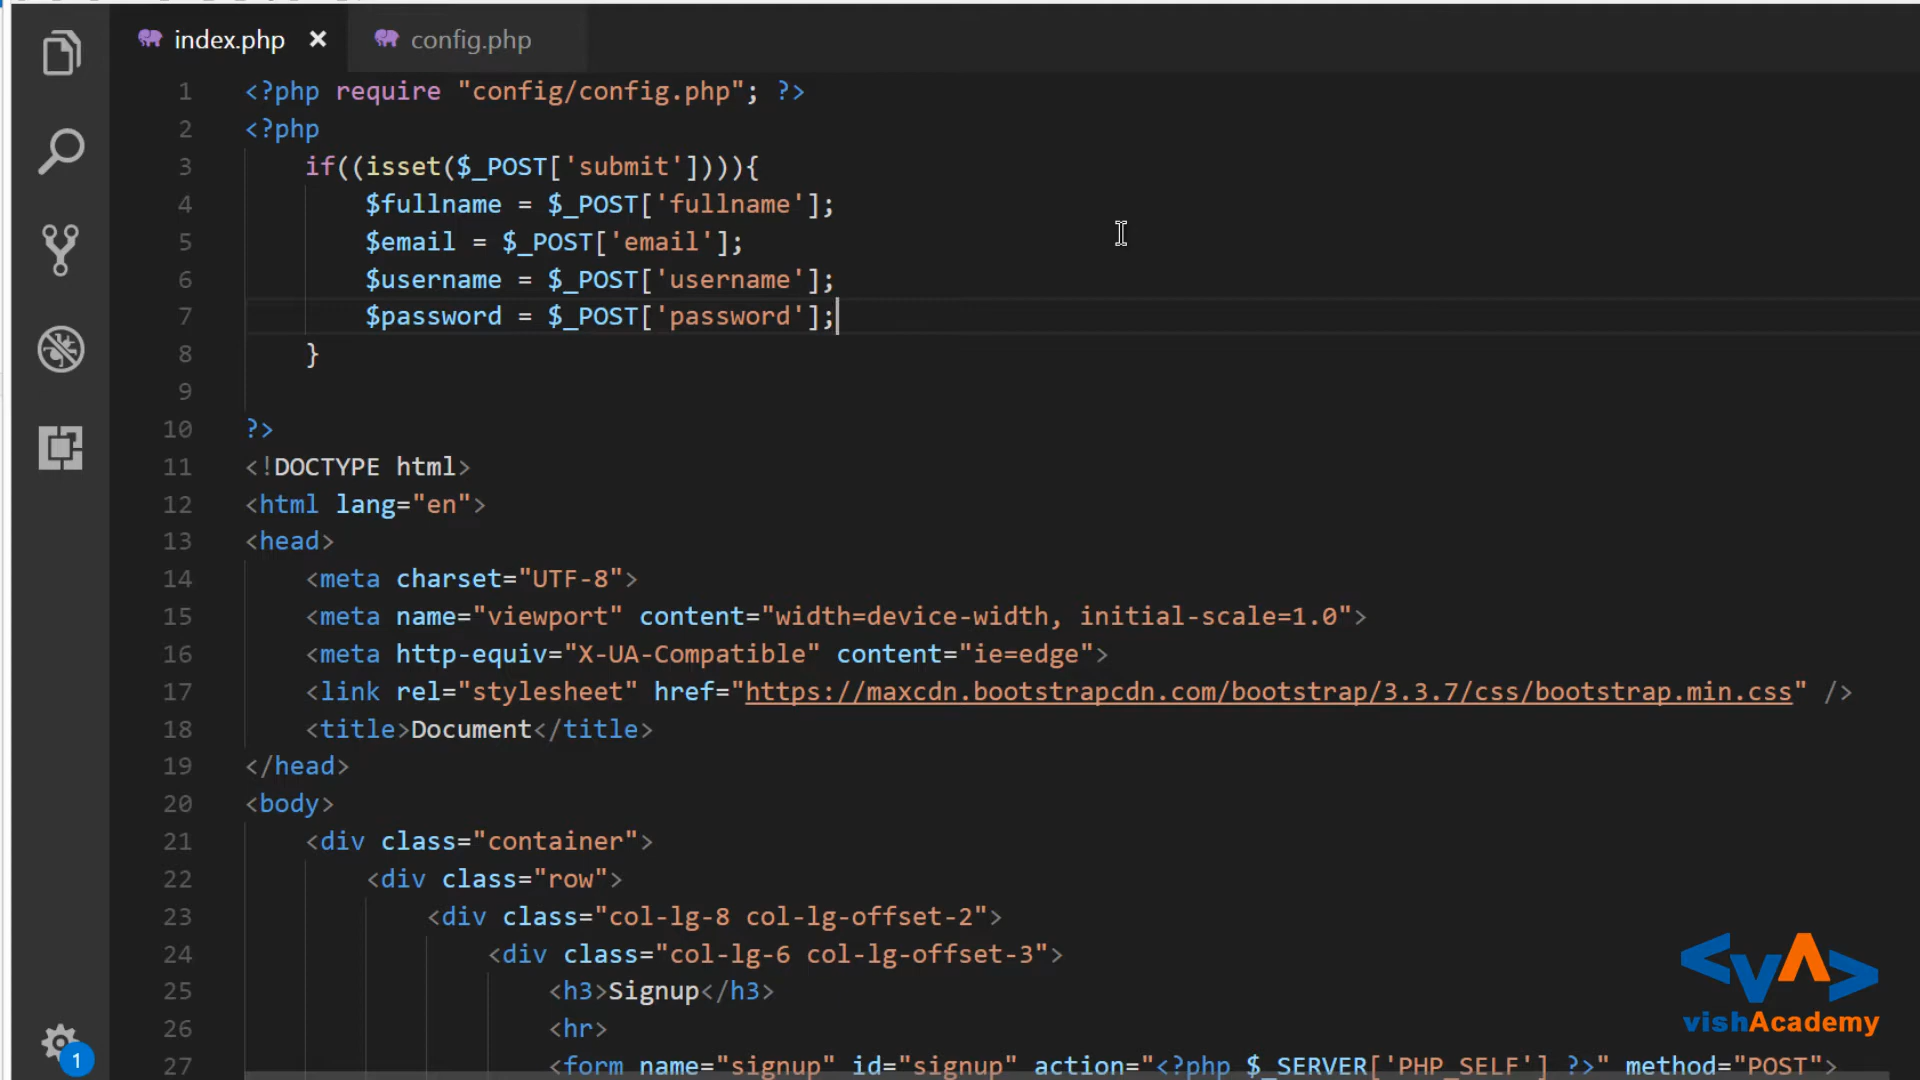 index.php × config.php
1 <?php require "config/config.php"; ?>
2 <?php
3 if((isset($_POST['submit']))){
4 $fullname = $_POST['fullname'];
5 $email = $_POST['email'];
6 $username = $_POST['username'];
7 $password = $_POST['password'];
8 }
9
10 ?>
11 <!DOCTYPE html>
12 <html lang="en">
13 <head>
14 <meta charset="UTF-8">
15 <meta name="viewport" content="width=device-width, initial-scale=1.0">
16 <meta http-equiv="X-UA-Compatible" content="ie=edge">
17 <link rel="stylesheet" href="https://maxcdn.bootstrapcdn.com/bootstrap/3.3.7/css/bootstrap.min.css" />
18 <title>Document</title>
19 </head>
20 <body>
21 <div class="container">
22 <div class="row">
23 <div class="col-lg-8 col-lg-offset-2">
24 <div class="col-lg-6 col-lg-offset-3">
25 <h3>Signup</h3>
26 <hr>
27 <form name="signup" id="signup" action="<?php $_SERVER['PHP_SELF'] ?>" method="POST">
1
<VA>
vishAcademy